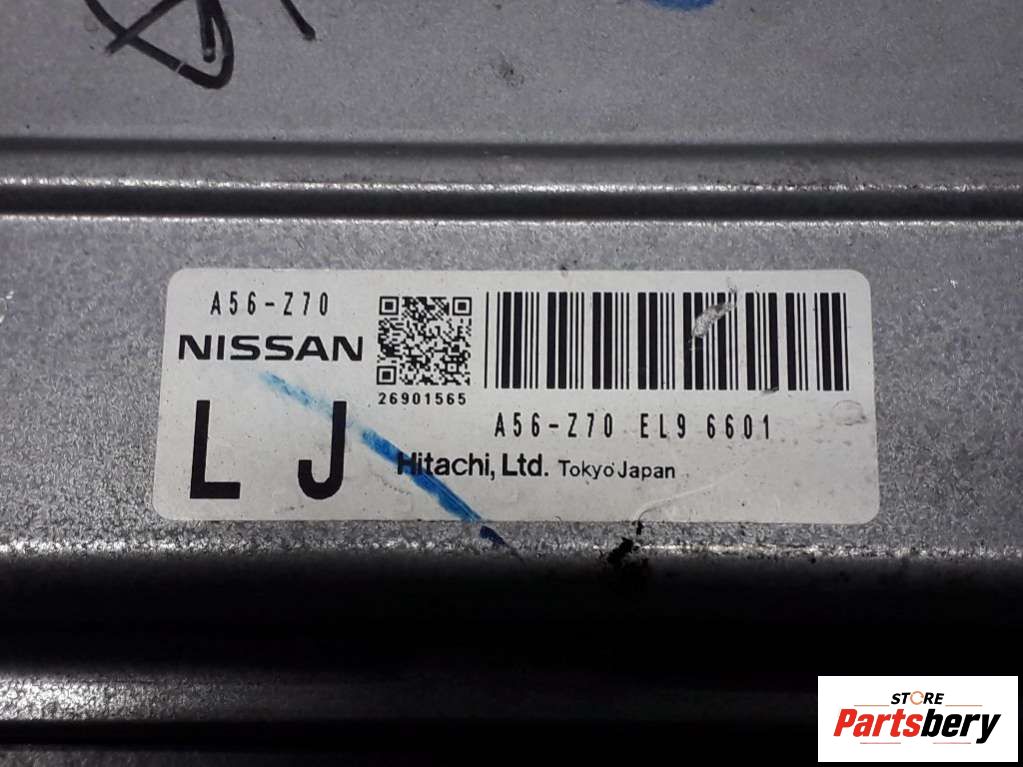 A56-Z70
NISSAN
26901565
L J
A56-Z70 EL9 6601
Hitachi, Ltd. Tokyo Japan
STORE
Partsbery